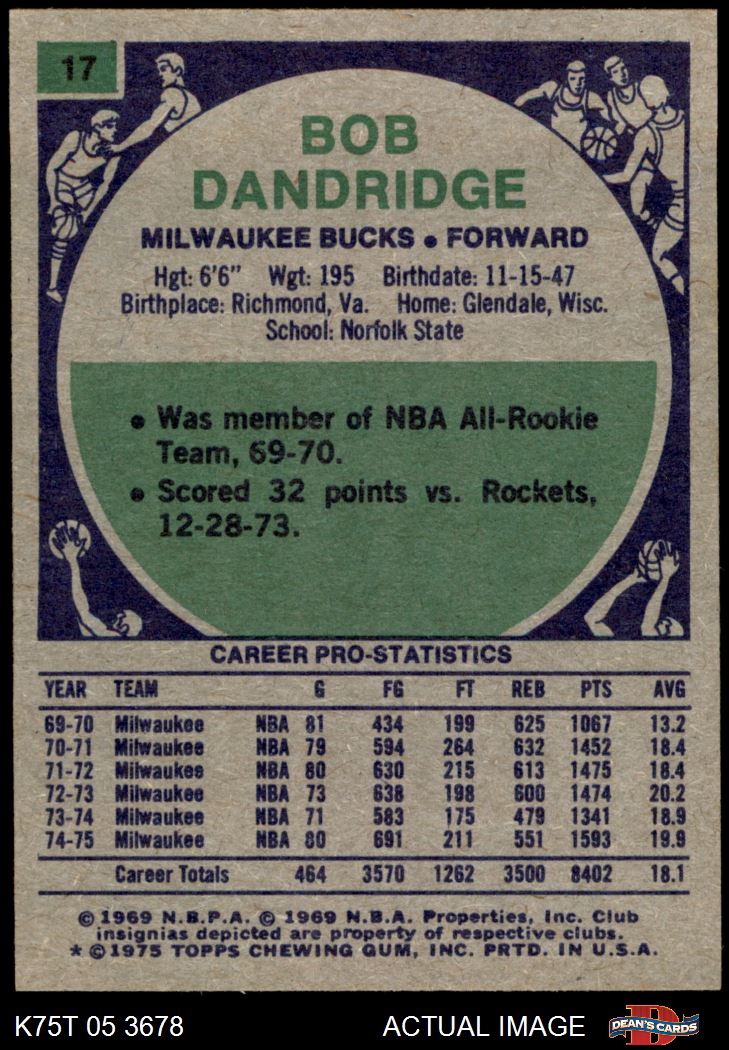 17
BOB
DANDRIDGE
MILWAUKEE BUCKS • FORWARD
Hgt: 6'6" Wgt: 195 Birthdate: 11-15-47
Birthplace: Richmond, Va. Home: Glendale, Wisc.
School: Norfolk State
• Was member of NBA All-Rookie
Team, 69-70.
• Scored 32 points vs. Rockets,
12-28-73.
CAREER PRO-STATISTICS
YEAR TEAM G FG FT REB PTS AVG
69-70 Milwaukee NBA 81 434 199 625 1067 13.2
70-71 Milwaukee NBA 79 594 264 632 1452 18.4
71-72 Milwaukee NBA 80 630 215 613 1475 18.4
72-73 Milwaukee NBA 73 638 198 600 1474 20.2
73-74 Milwaukee NBA 71 583 175 479 1341 18.9
74-75 Milwaukee NBA 80 691 211 551 1593 19.9
Career Totals 464 3570 1262 3500 8402 18.1
© 1969 N.B.P.A. © 1969 N.B.A. Properties, Inc. Club
insignias depicted are property of respective clubs.
* © 1975 TOPPS CHEWING GUM, INC. PRTD. IN U.S.A.
K75T 05 3678 ACTUAL IMAGE D DEAN'S CARDS